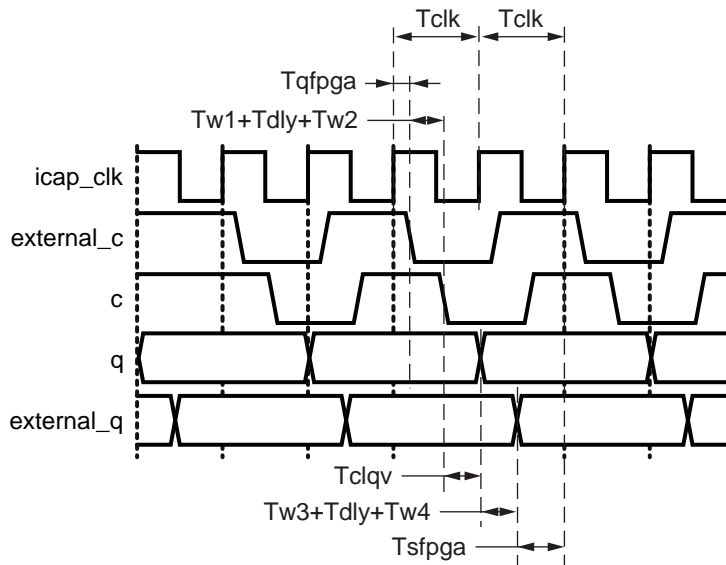 Tclk Tclk
Tqfpga
Tw1+Tdly+Tw2
icap_clk
external_c
c
q
external_q
Tclqv
Tw3+Tdly+Tw4
Tsfpga